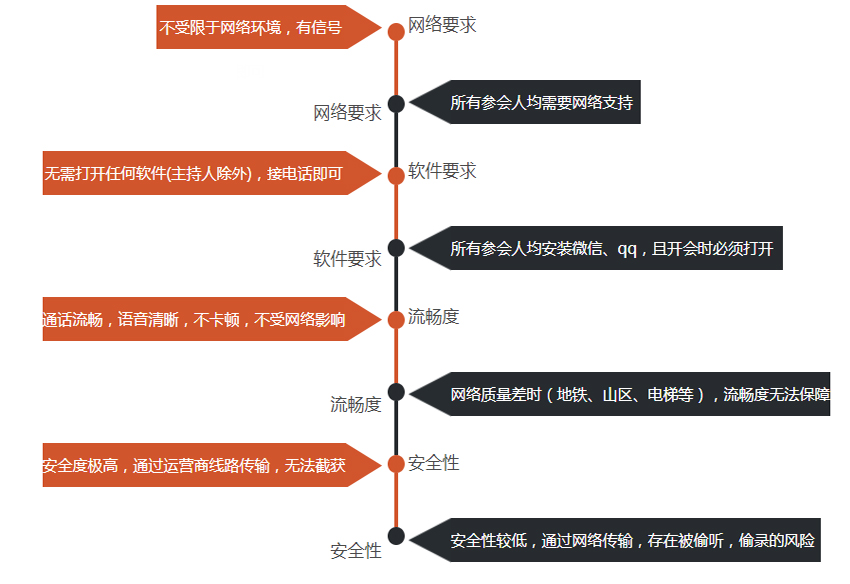 不受限于网络环境，有信号
网络要求
网络要求
所有参会人均需要网络支持
无需打开任何软件(主持人除外)，接电话即可
软件要求
软件要求
所有参会人均安装微信、qq，且开会时必须打开
通话流畅，语音清晰，不卡顿，不受网络影响
流畅度
流畅度
网络质量差时（地铁、山区、电梯等），流畅度无法保障
安全度极高，通过运营商线路传输，无法截获
安全性
安全性
安全性较低，通过网络传输，存在被偷听，偷录的风险